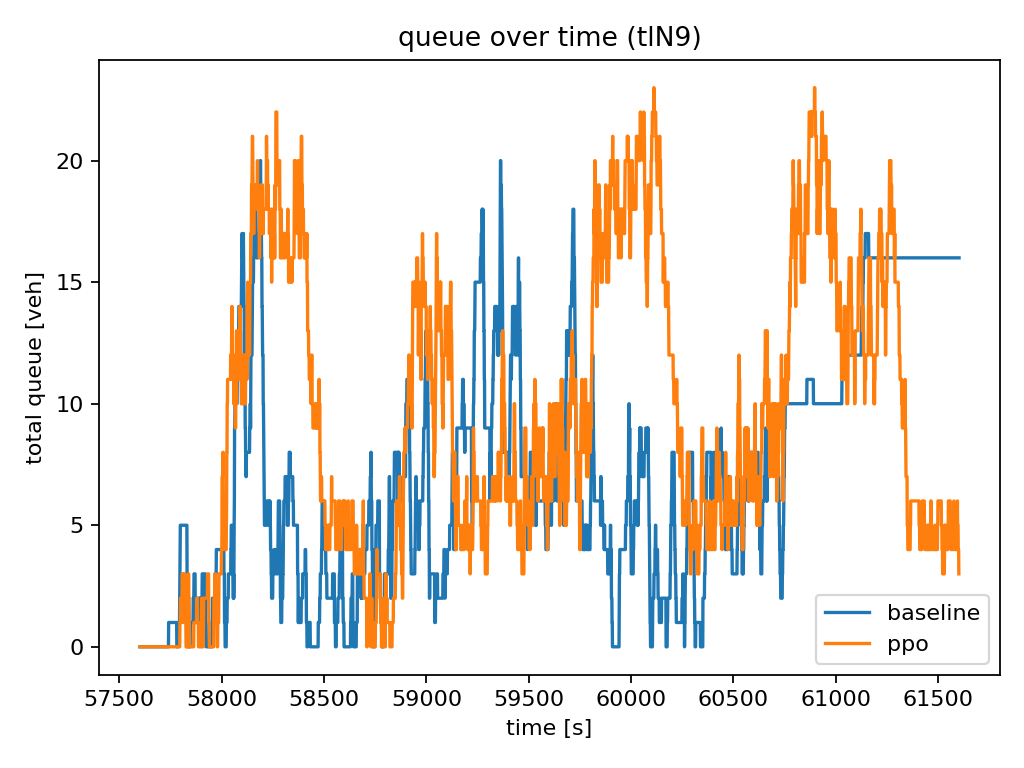 queue over time (tlN9)
total queue [veh]
20
15
10
5
0
57500 58000 58500 59000 59500 60000 60500 61000 61500
time [s]
baseline
ppo